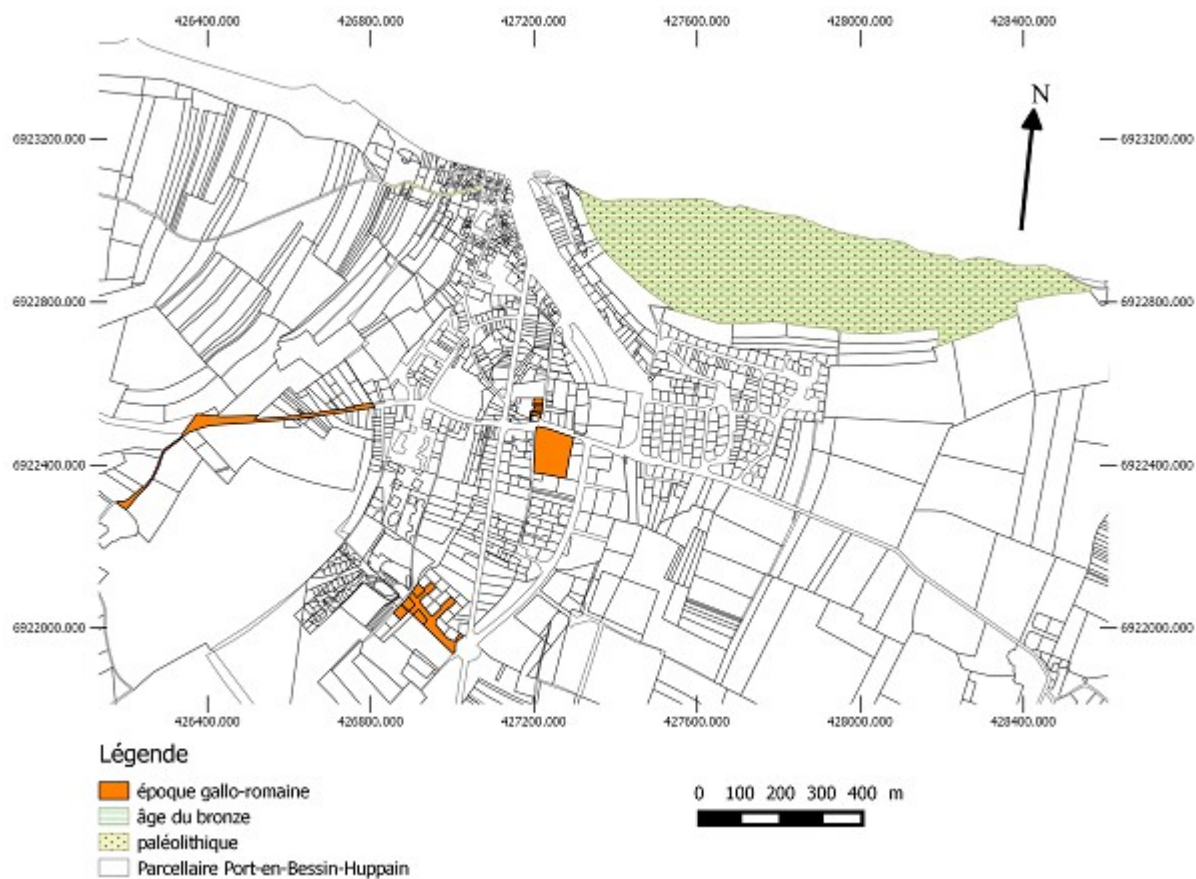 426400.000 426800.000 427200.000 427600.000 428000.000 428400.000
N
6923200.000 6923200.000
6922800.000 6922800.000
6922400.000 6922400.000
6922000.000 6922000.000
426400.000 426800.000 427200.000 427600.000 428000.000 428400.000
Légende
époque gallo-romaine
âge du bronze
paléolithique
Parcellaire Port-en-Bessin-Huppain
0 100 200 300 400 m